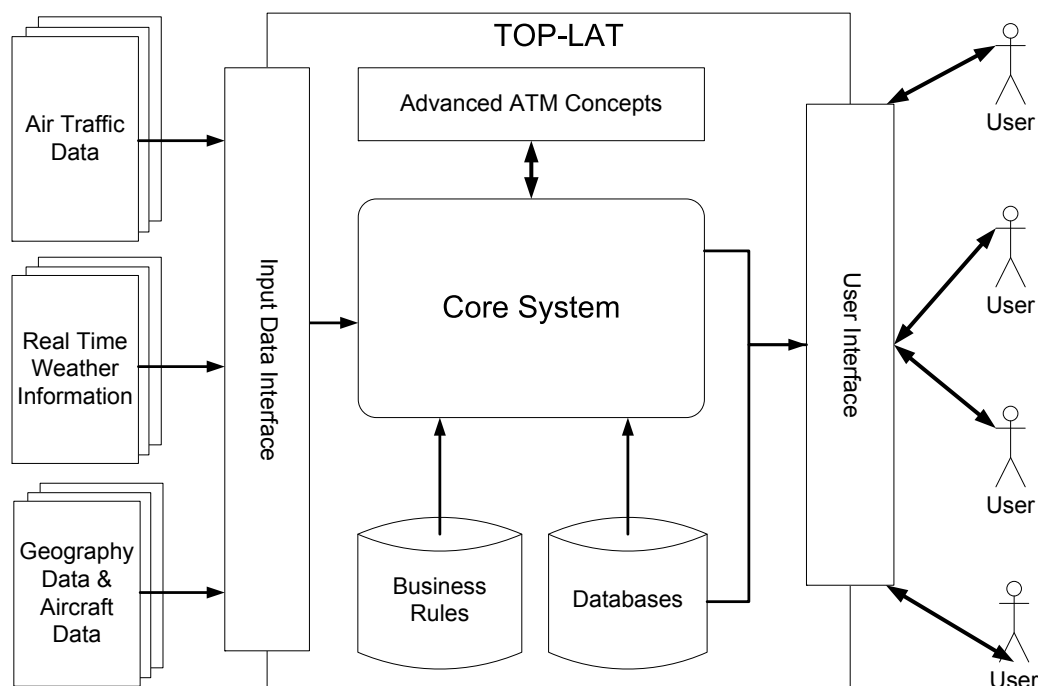 TOP-LAT
Air Traffic
Data
Real Time
Weather
Information
Geography
Data &
Aircraft
Data
Input Data Interface
Advanced ATM Concepts
Core System
Business
Rules
Databases
User Interface
User
User
User
User